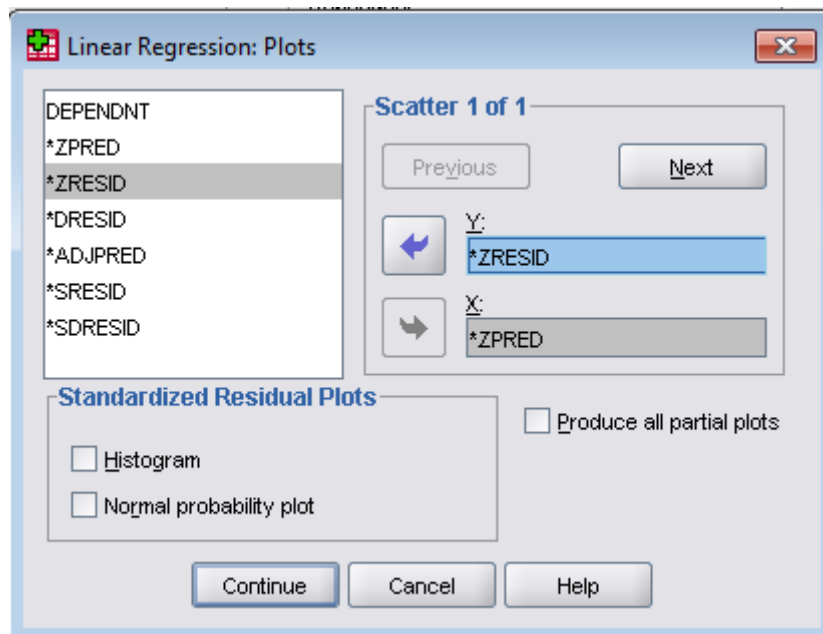 Linear Regression: Plots
DEPENDNT
*ZPRED
*ZRESID
*DRESID
*ADJPRED
*SRESID
*SDRESID
Scatter 1 of 1
Previous
Next
Y:
*ZRESID
X:
*ZPRED
Standardized Residual Plots
Histogram
Normal probability plot
Produce all partial plots
Continue
Cancel
Help